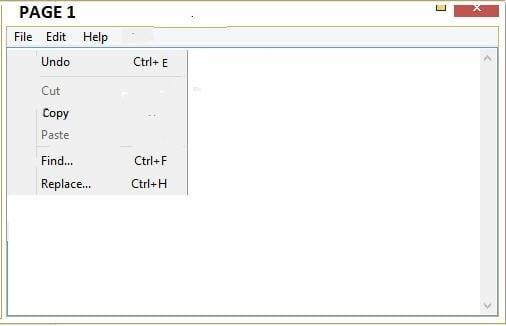 PAGE 1
File Edit Help
Undo Ctrl+ E
Cut
Copy
Paste
Find... Ctrl+F
Replace... Ctrl+H